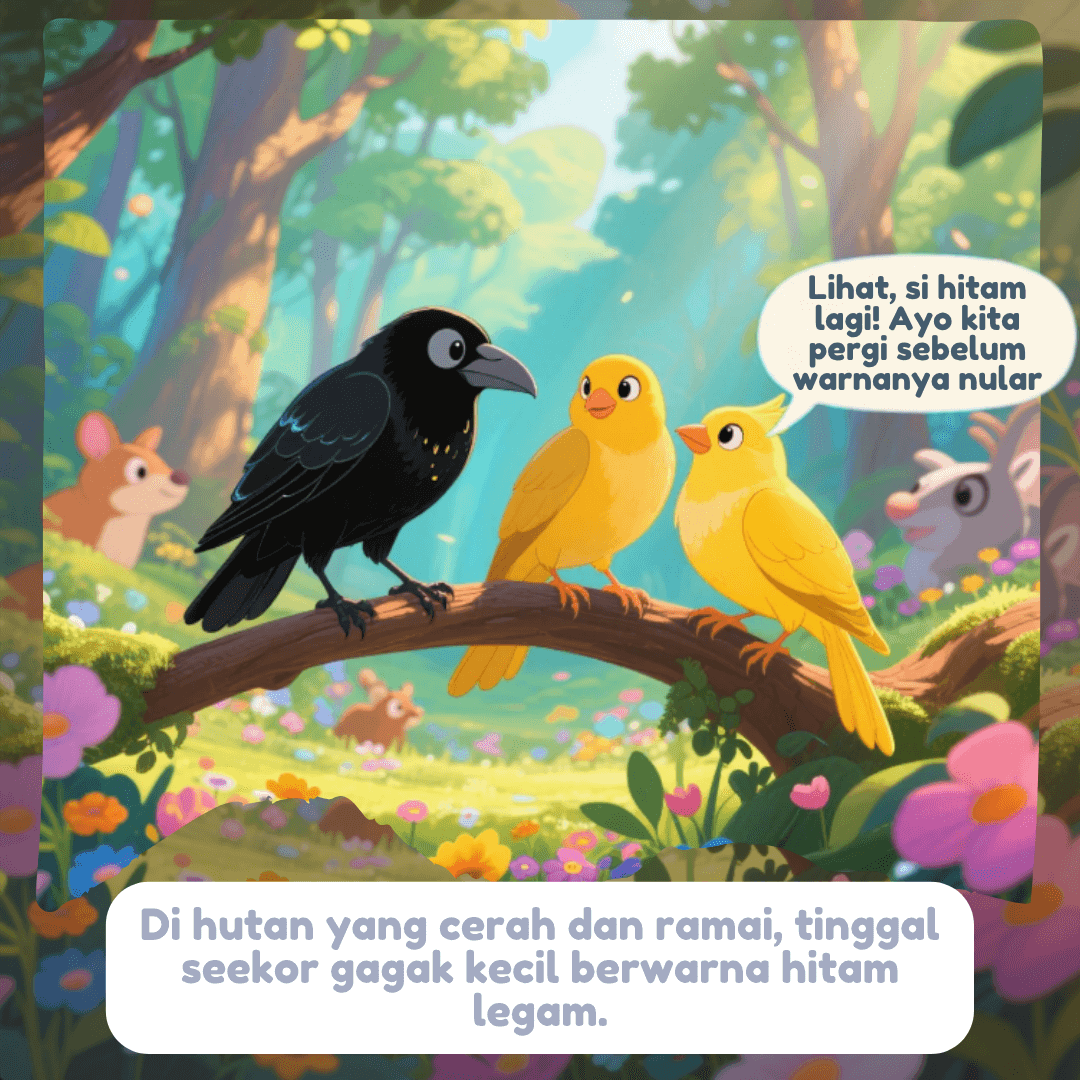 Lihat, si hitam
lagi! Ayo kita
pergi sebelum
warnanya nular
Di hutan yang cerah dan ramai, tinggal
seekor gagak kecil berwarna hitam
legam.